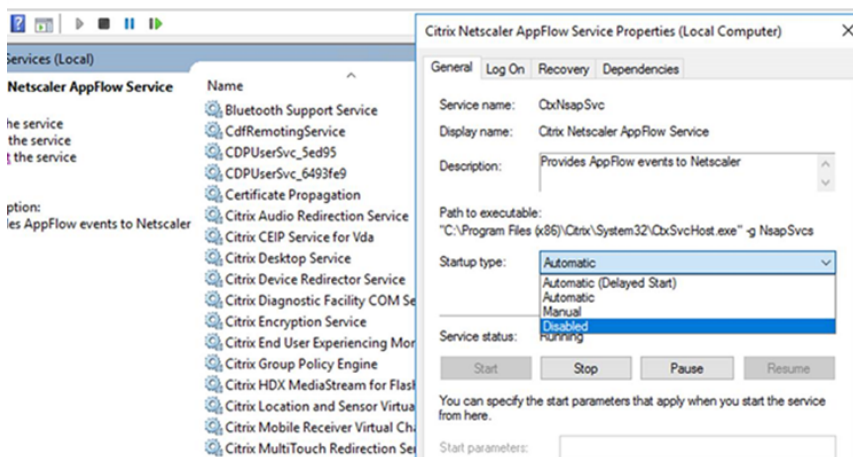 Services (Local)
Netscaler AppFlow Service
he service
the service
t the service
ption:
les AppFlow events to Netscaler
Name
Bluetooth Support Service
CdfRemotingService
CDPUserSvc_5ed95
CDPUserSvc_6493fe9
Certificate Propagation
Citrix Audio Redirection Service
Citrix CEIP Service for Vda
Citrix Desktop Service
Citrix Device Redirector Service
Citrix Diagnostic Facility COM Se
Citrix Encryption Service
Citrix End User Experiencing Mor
Citrix Group Policy Engine
Citrix HDX MediaStream for Flash
Citrix Location and Sensor Virtua
Citrix Mobile Receiver Virtual Cha
Citrix MultiTouch Redirection Ser
Citrix Netscaler AppFlow Service Properties (Local Computer)
General Log On Recovery Dependencies
Service name: CtxNsapSvc
Display name: Citrix Netscaler AppFlow Service
Description: Provides AppFlow events to Netscaler
Path to executable:
"C:\Program Files (x86)\Citrix\System32\CtxSvcHost.exe" -g NsapSvcs
Startup type: Automatic
Automatic (Delayed Start)
Automatic
Manual
Disabled
Service status: Running
Start Stop Pause Resume
You can specify the start parameters that apply when you start the service
from here.
Start parameters: